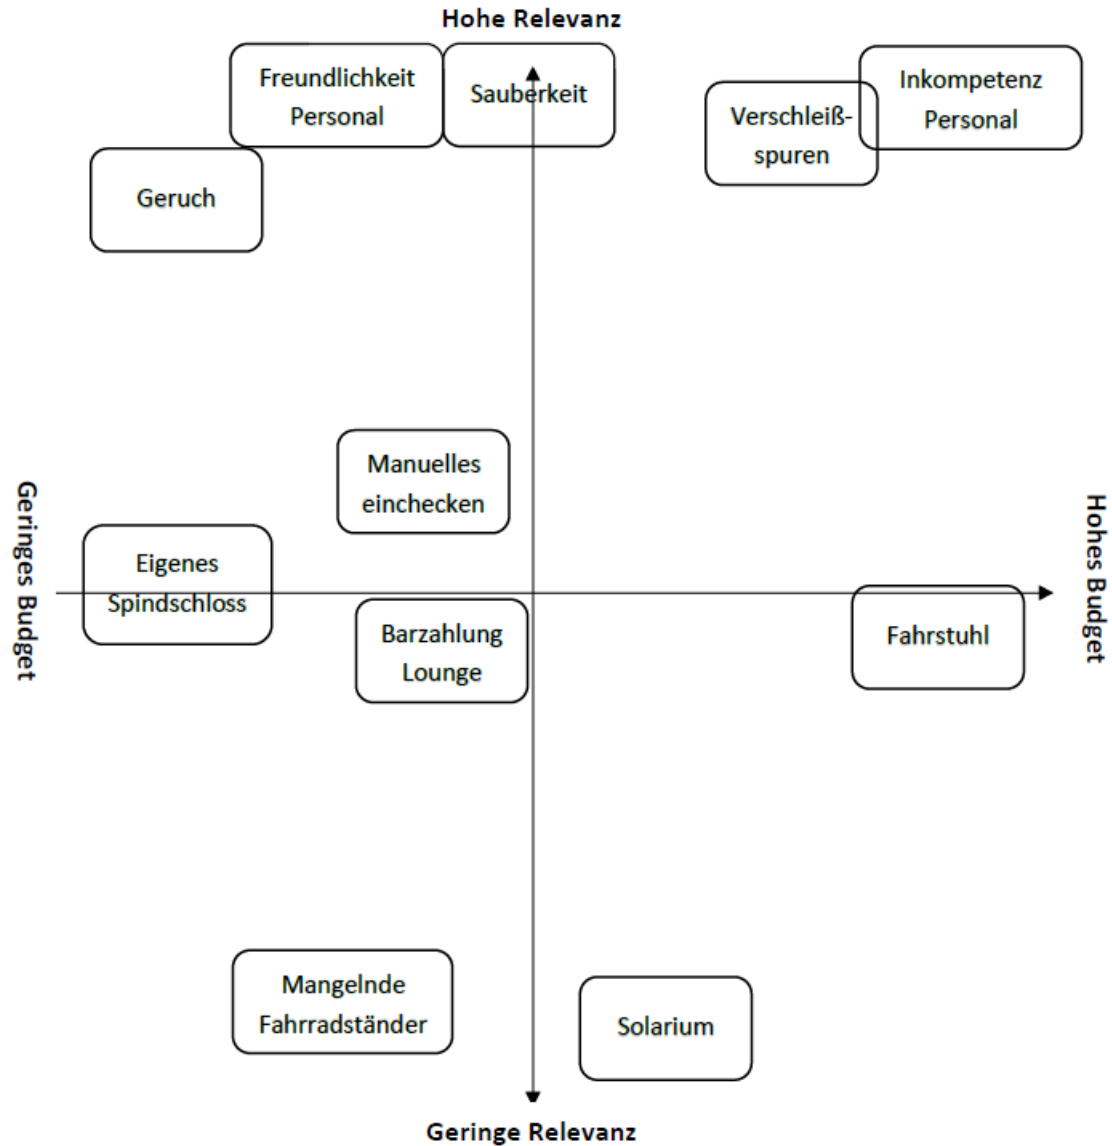 Hohe Relevanz
Freundlichkeit
Personal
Sauberkeit
Verschleiß-
spuren
Inkompetenz
Personal
Geruch
Manuelles
einchecken
Geringes Budget
Hohes Budget
Eigenes
Spindschloss
Barzahlung
Lounge
Fahrstuhl
Mangelnde
Fahrradständer
Solarium
Geringe Relevanz